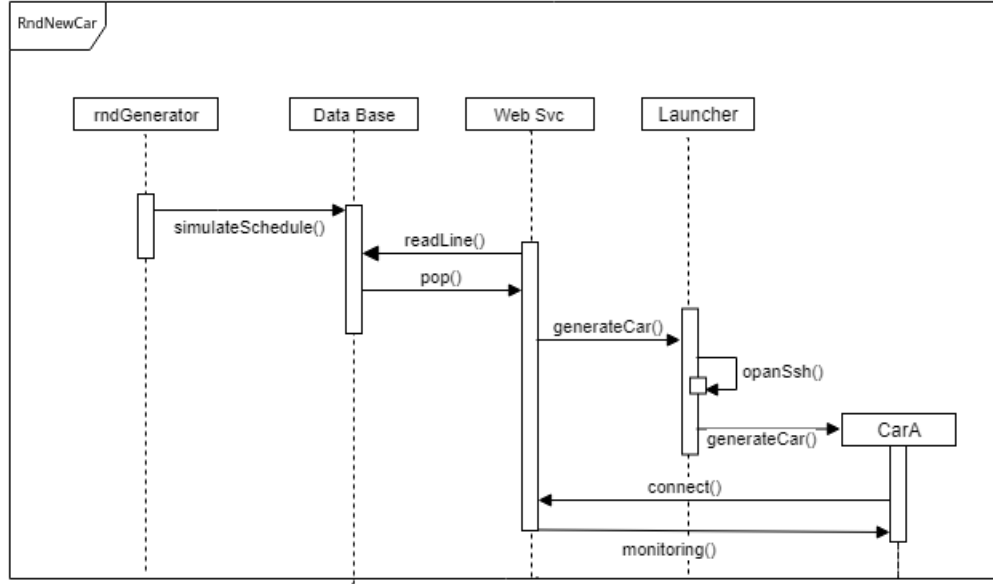 RndNewCar
rndGenerator
Data Base
Web Svc
Launcher
simulateSchedule()
readLine()
pop()
generateCar()
opanSsh()
generateCar()
CarA
connect()
monitoring()